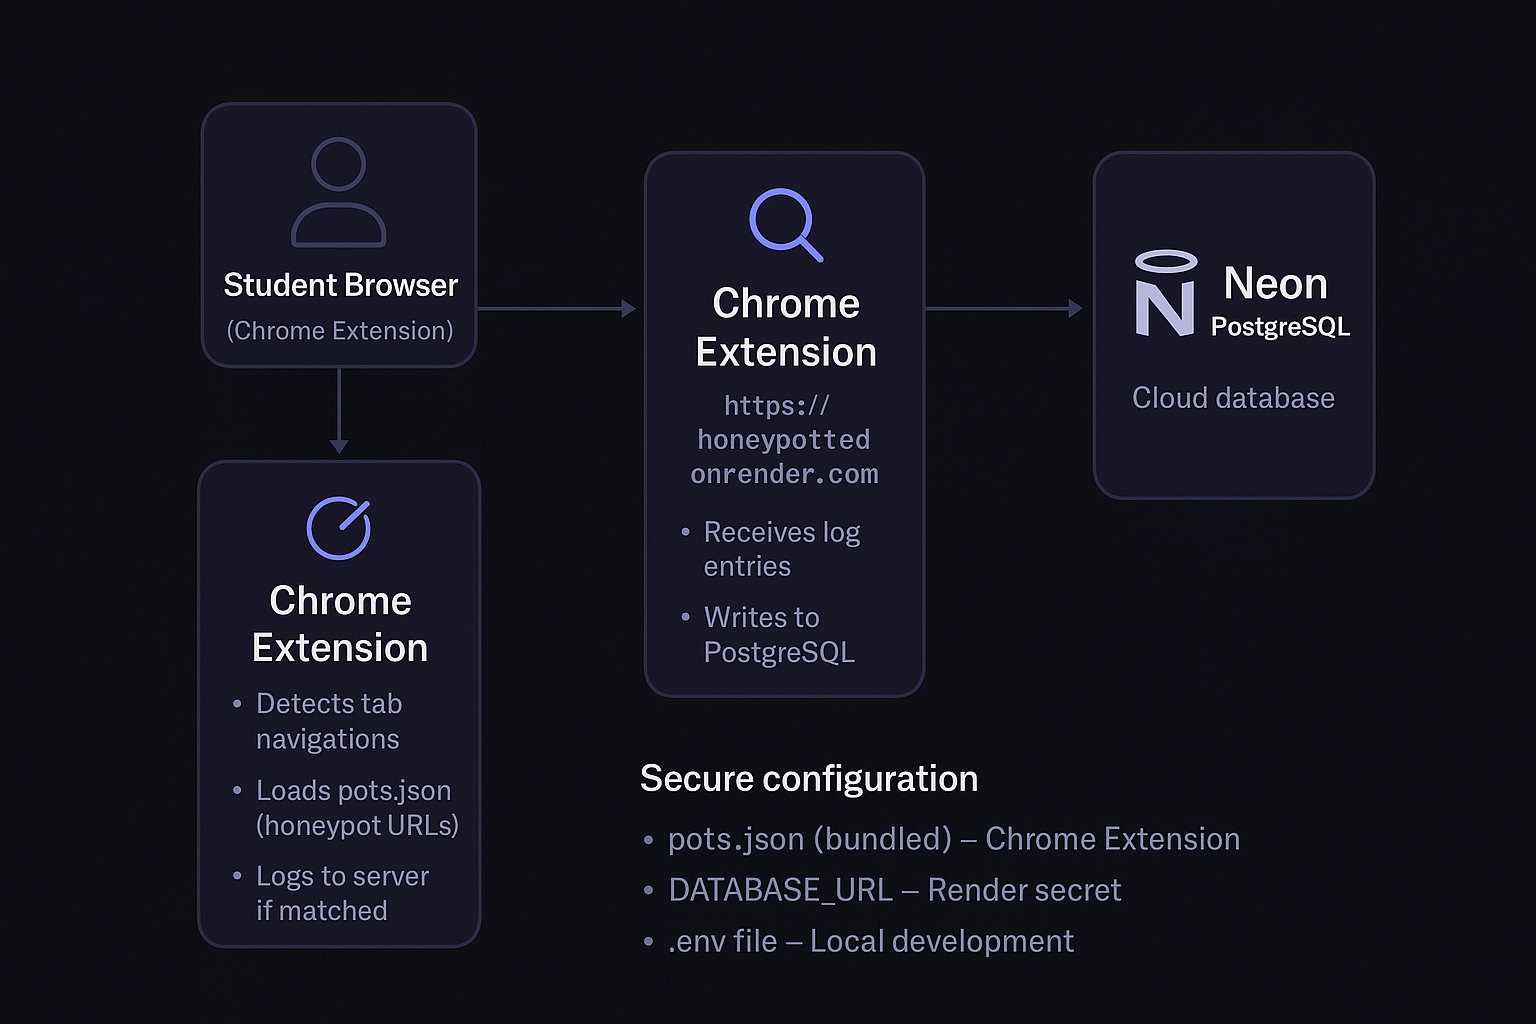 Student Browser
(Chrome Extension)
Chrome
Extension
• Detects tab
navigations
• Loads pots.json
(honeypot URLs)
• Logs to server
if matched
Chrome
Extension
https://
honeypotted
onrender.com
• Receives log
entries
• Writes to
PostgreSQL
N Neon
PostgreSQL
Cloud database
Secure configuration
• pots.json (bundled) – Chrome Extension
• DATABASE_URL – Render secret
• .env file – Local development